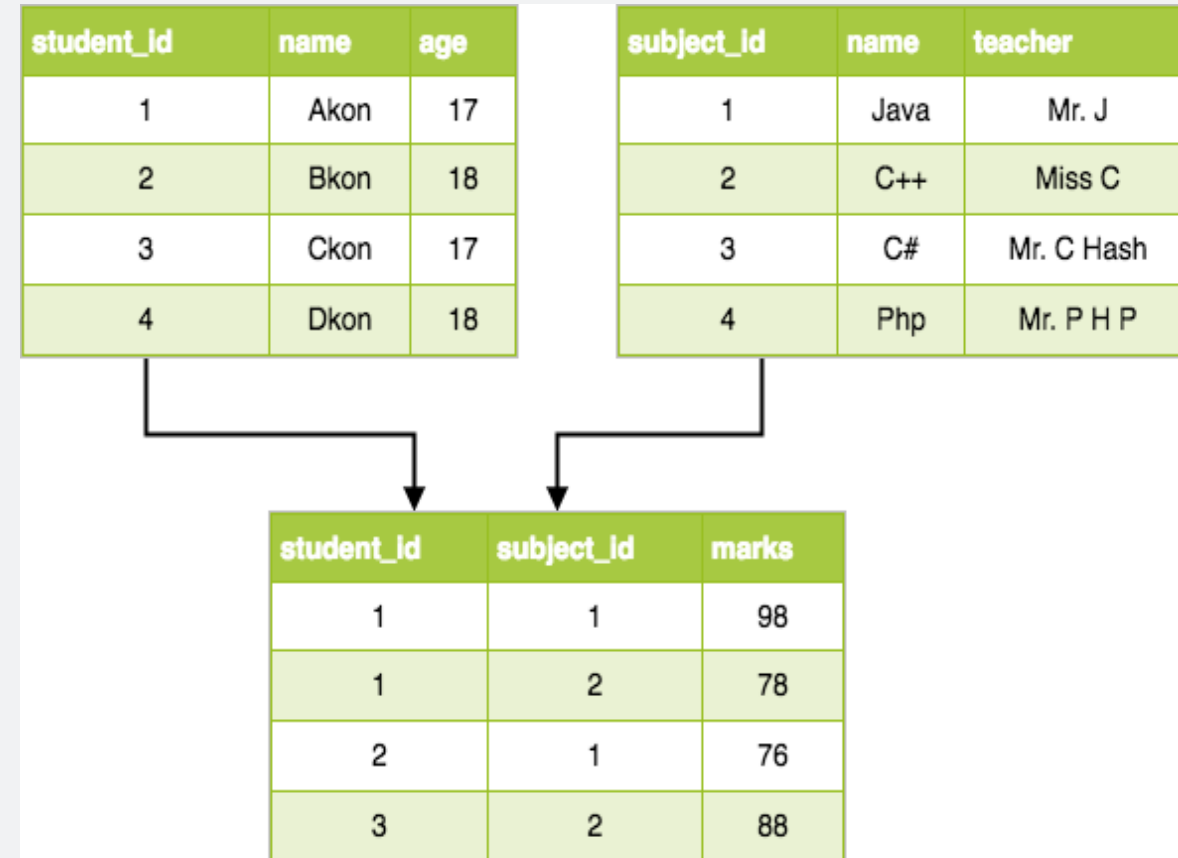 student_id name age
1 Akon 17
2 Bkon 18
3 Ckon 17
4 Dkon 18
subject_id name teacher
1 Java Mr. J
2 C++ Miss C
3 C# Mr. C Hash
4 Php Mr. P H P
student_id subject_id marks
1 1 98
1 2 78
2 1 76
3 2 88